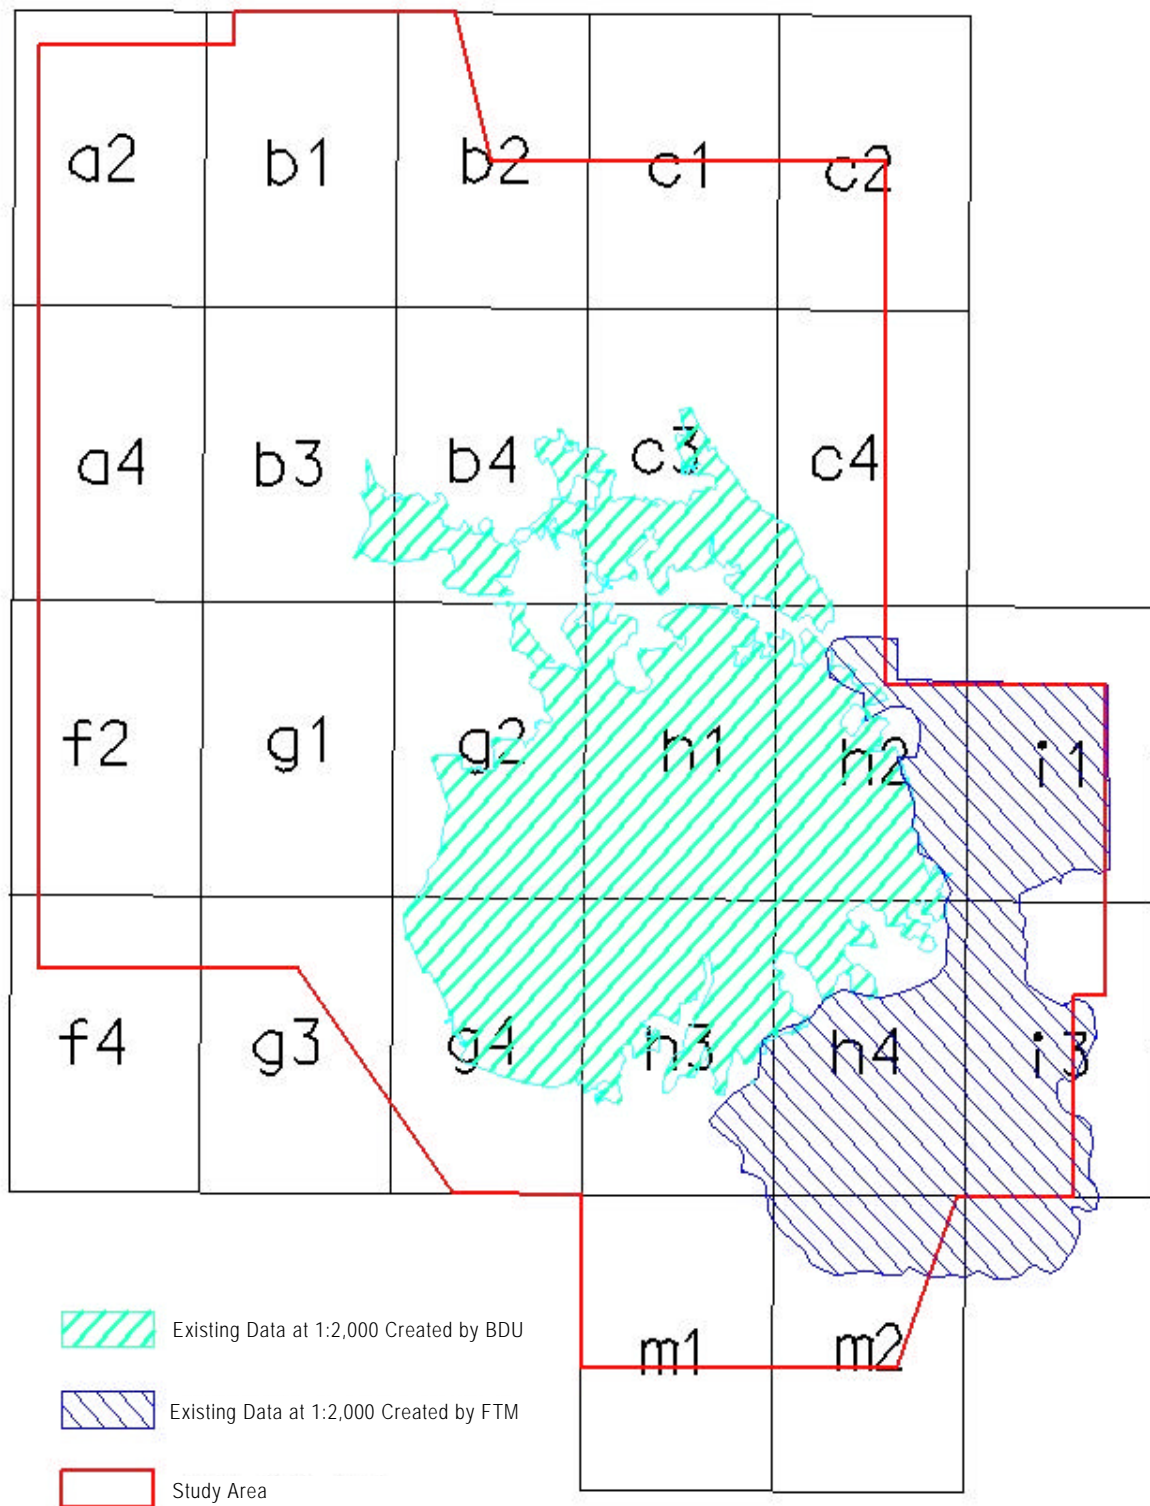 a2 b1 b2 c1 c2
a4 b3 b4 c3 c4
f2 g1 g2 h1 h2 i1
f4 g3 g4 h3 h4 i3
m1 m2
Existing Data at 1:2,000 Created by BDU
Existing Data at 1:2,000 Created by FTM
Study Area